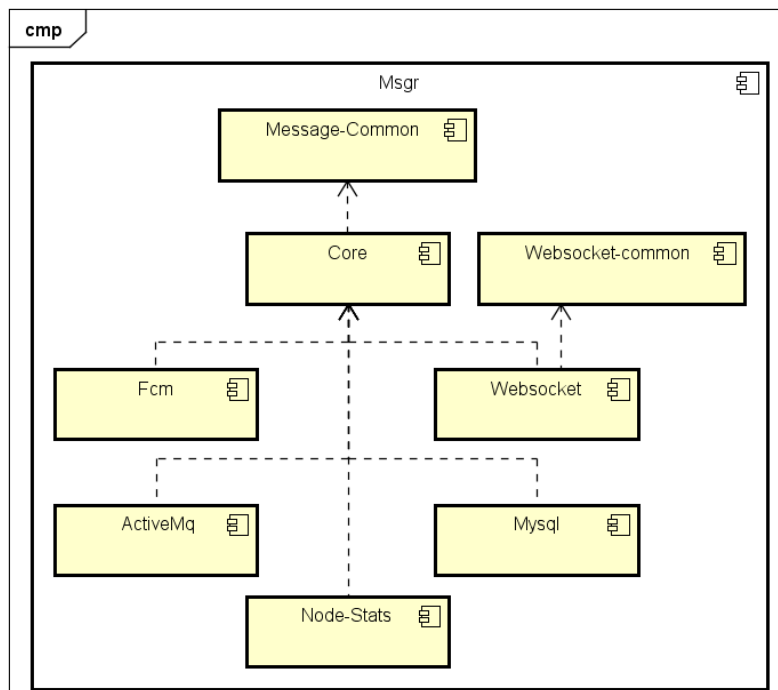 cmp
Msgr
Message-Common
Core
Websocket-common
Fcm
Websocket
ActiveMq
Mysql
Node-Stats